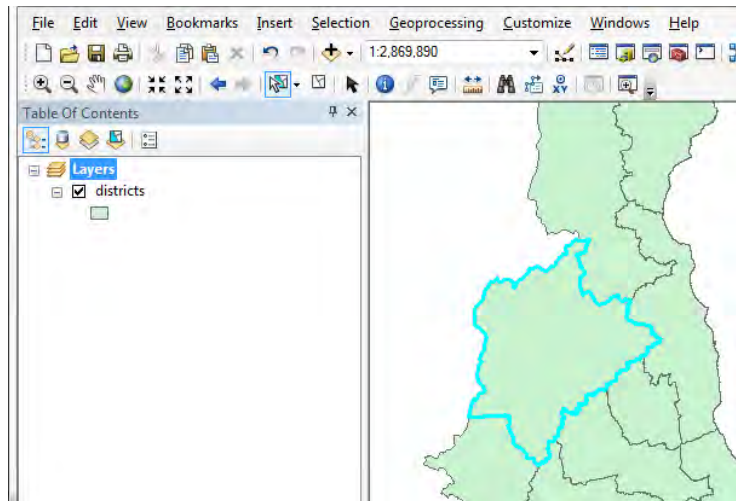 File Edit View Bookmarks Insert Selection Geoprocessing Customize Windows Help
1:2,869,890
XY
Table Of Contents
Layers
districts